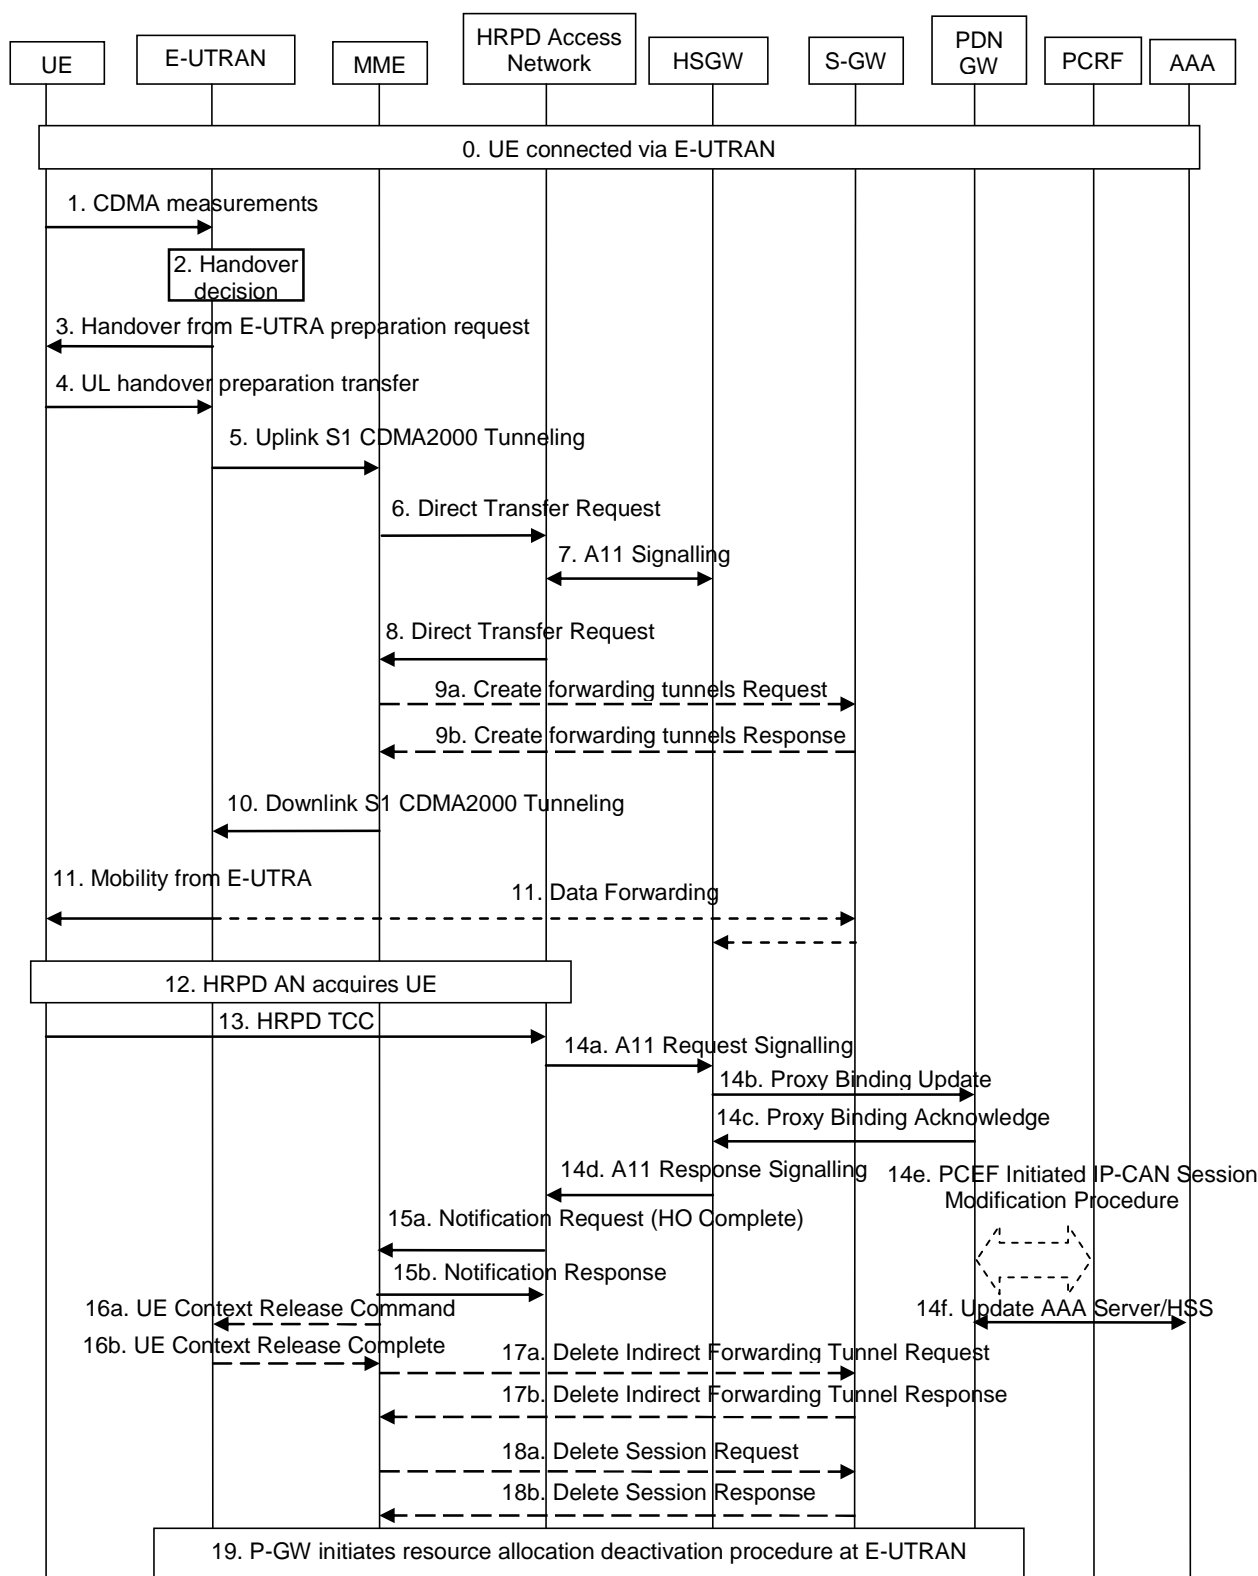 UE
E-UTRAN
MME
HRPD Access
Network
HSGW
S-GW
PDN
GW
PCRF
AAA
0. UE connected via E-UTRAN
1. CDMA measurements
2. Handover
decision
3. Handover from E-UTRA preparation request
4. UL handover preparation transfer
5. Uplink S1 CDMA2000 Tunneling
6. Direct Transfer Request
7. A11 Signalling
8. Direct Transfer Request
9a. Create forwarding tunnels Request
9b. Create forwarding tunnels Response
10. Downlink S1 CDMA2000 Tunneling
11. Mobility from E-UTRA
11. Data Forwarding
12. HRPD AN acquires UE
13. HRPD TCC
14a. A11 Request Signalling
14b. Proxy Binding Update
14c. Proxy Binding Acknowledge
14d. A11 Response Signalling
14e. PCEF Initiated IP-CAN Session
Modification Procedure
15a. Notification Request (HO Complete)
15b. Notification Response
16a. UE Context Release Command
14f. Update AAA Server/HSS
16b. UE Context Release Complete
17a. Delete Indirect Forwarding Tunnel Request
17b. Delete Indirect Forwarding Tunnel Response
18a. Delete Session Request
18b. Delete Session Response
19. P-GW initiates resource allocation deactivation procedure at E-UTRAN